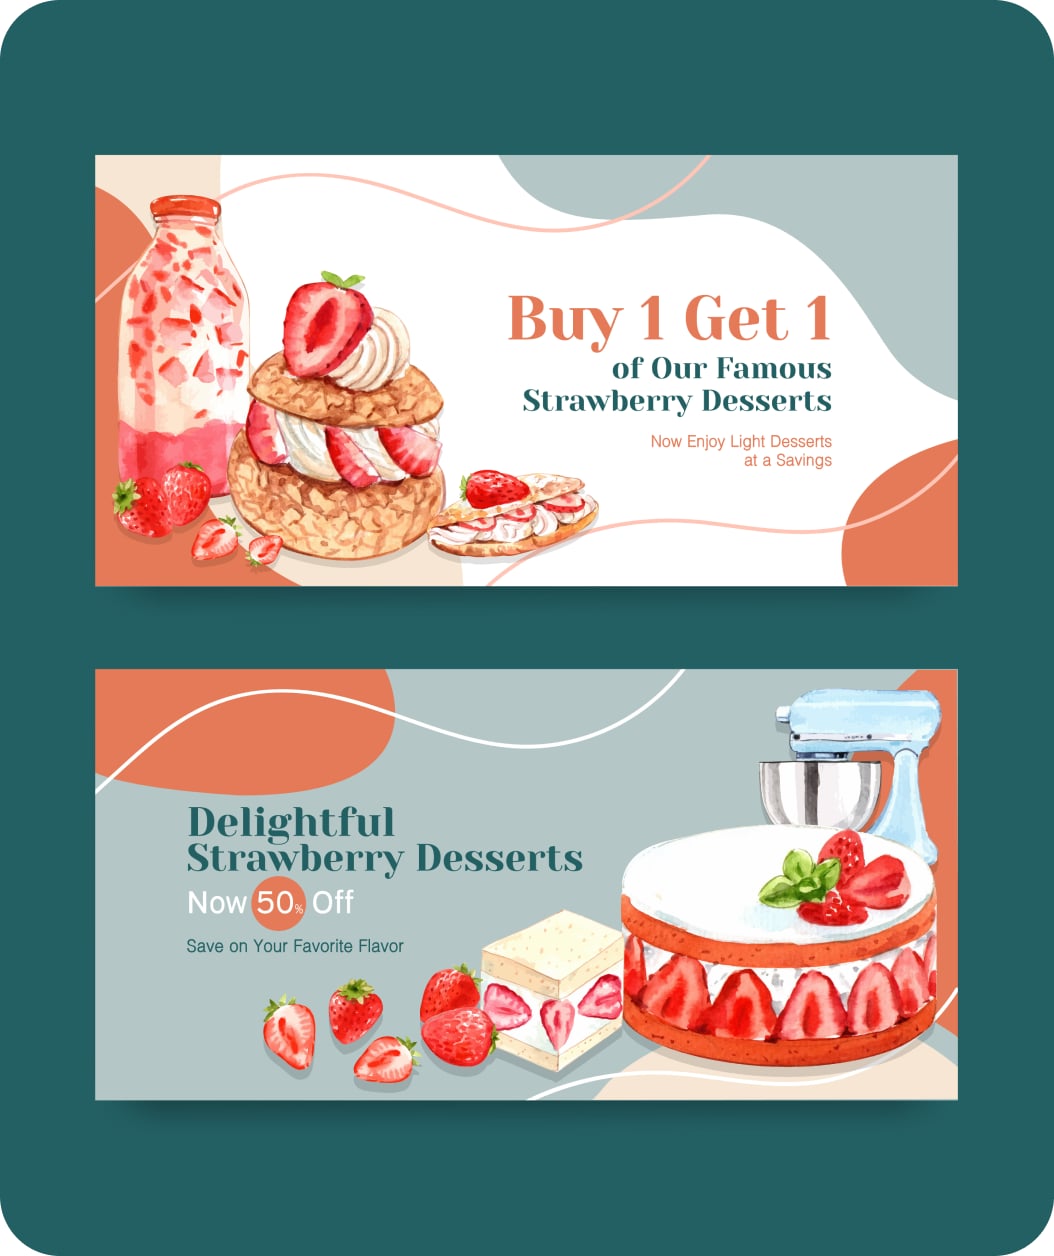 Buy 1 Get 1
of Our Famous
Strawberry Desserts
Now Enjoy Light Desserts
at a Savings
Delightful
Strawberry Desserts
Now 50% Off
Save on Your Favorite Flavor